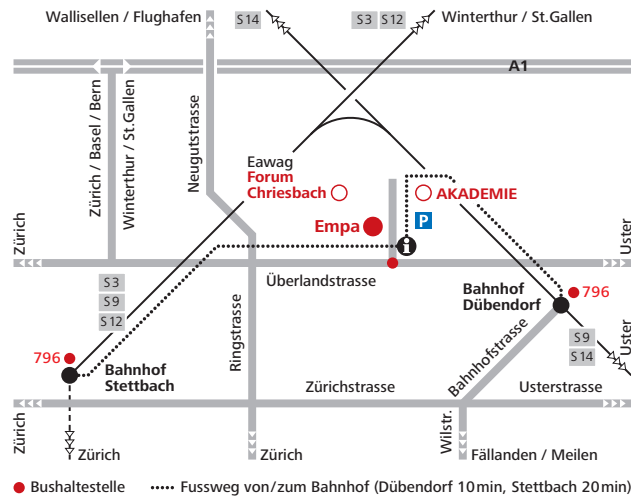 Wallisellen / Flughafen
S14
S3 S12
Winterthur / St.Gallen
A1
Zürich / Basel / Bern
Winterthur / St.Gallen
Neugutstrasse
Eawag
Forum
Chriesbach
AKADEMIE
Empa
P
i
Zürich
Uster
Überlandstrasse
S3
S9
S12
Bahnhof
Dübendorf
796
Ringstrasse
Bahnhofstrasse
S9
S14
Uster
796
Bahnhof
Stettbach
Zürichstrasse
Usterstrasse
Zürich
Zürich
Zürich
Wilstr.
Fällanden / Meilen
Uster
Bushaltestelle
Fussweg von/zum Bahnhof (Dübendorf 10 min, Stettbach 20 min)